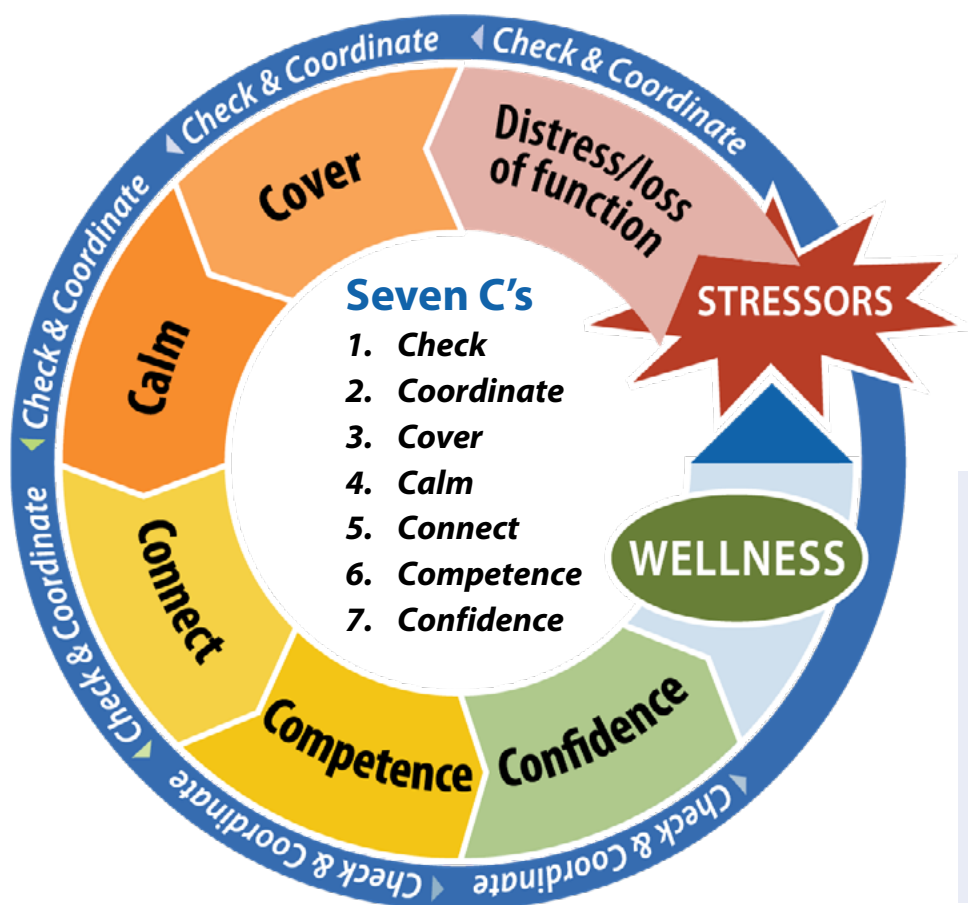 Check & Coordinate
Check & Coordinate
Check & Coordinate
Check & Coordinate
Check & Coordinate
Check & Coordinate
Distress/loss
of function
Cover
Calm
Connect
Competence
Confidence
WELLNESS
STRESSORS
Seven C's
1. Check
2. Coordinate
3. Cover
4. Calm
5. Connect
6. Competence
7. Confidence